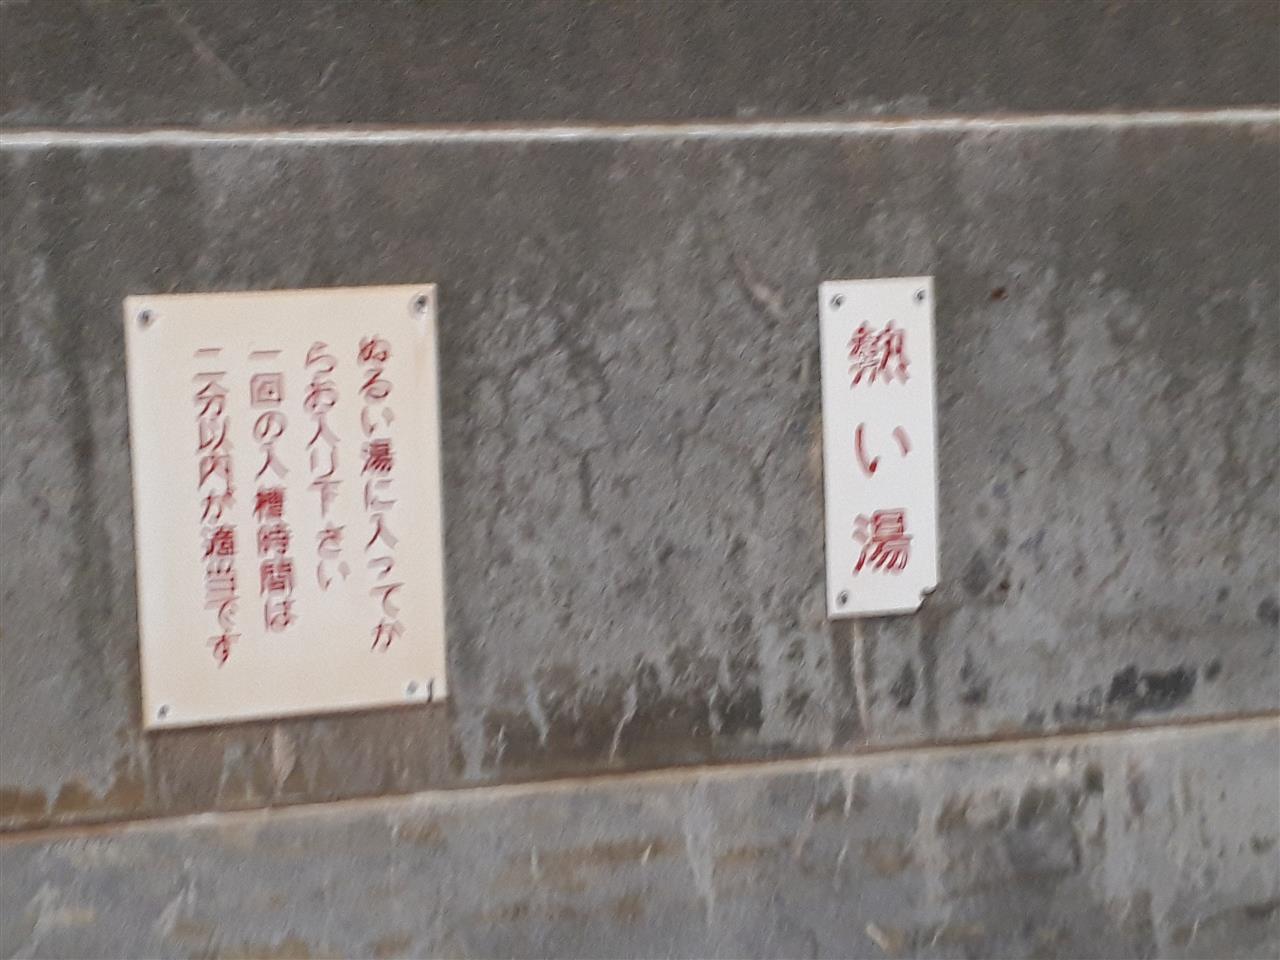 熱い湯
ぬるい湯に入ってか
らお入り下さい
一回の入槽時間は
二分以内が適当です